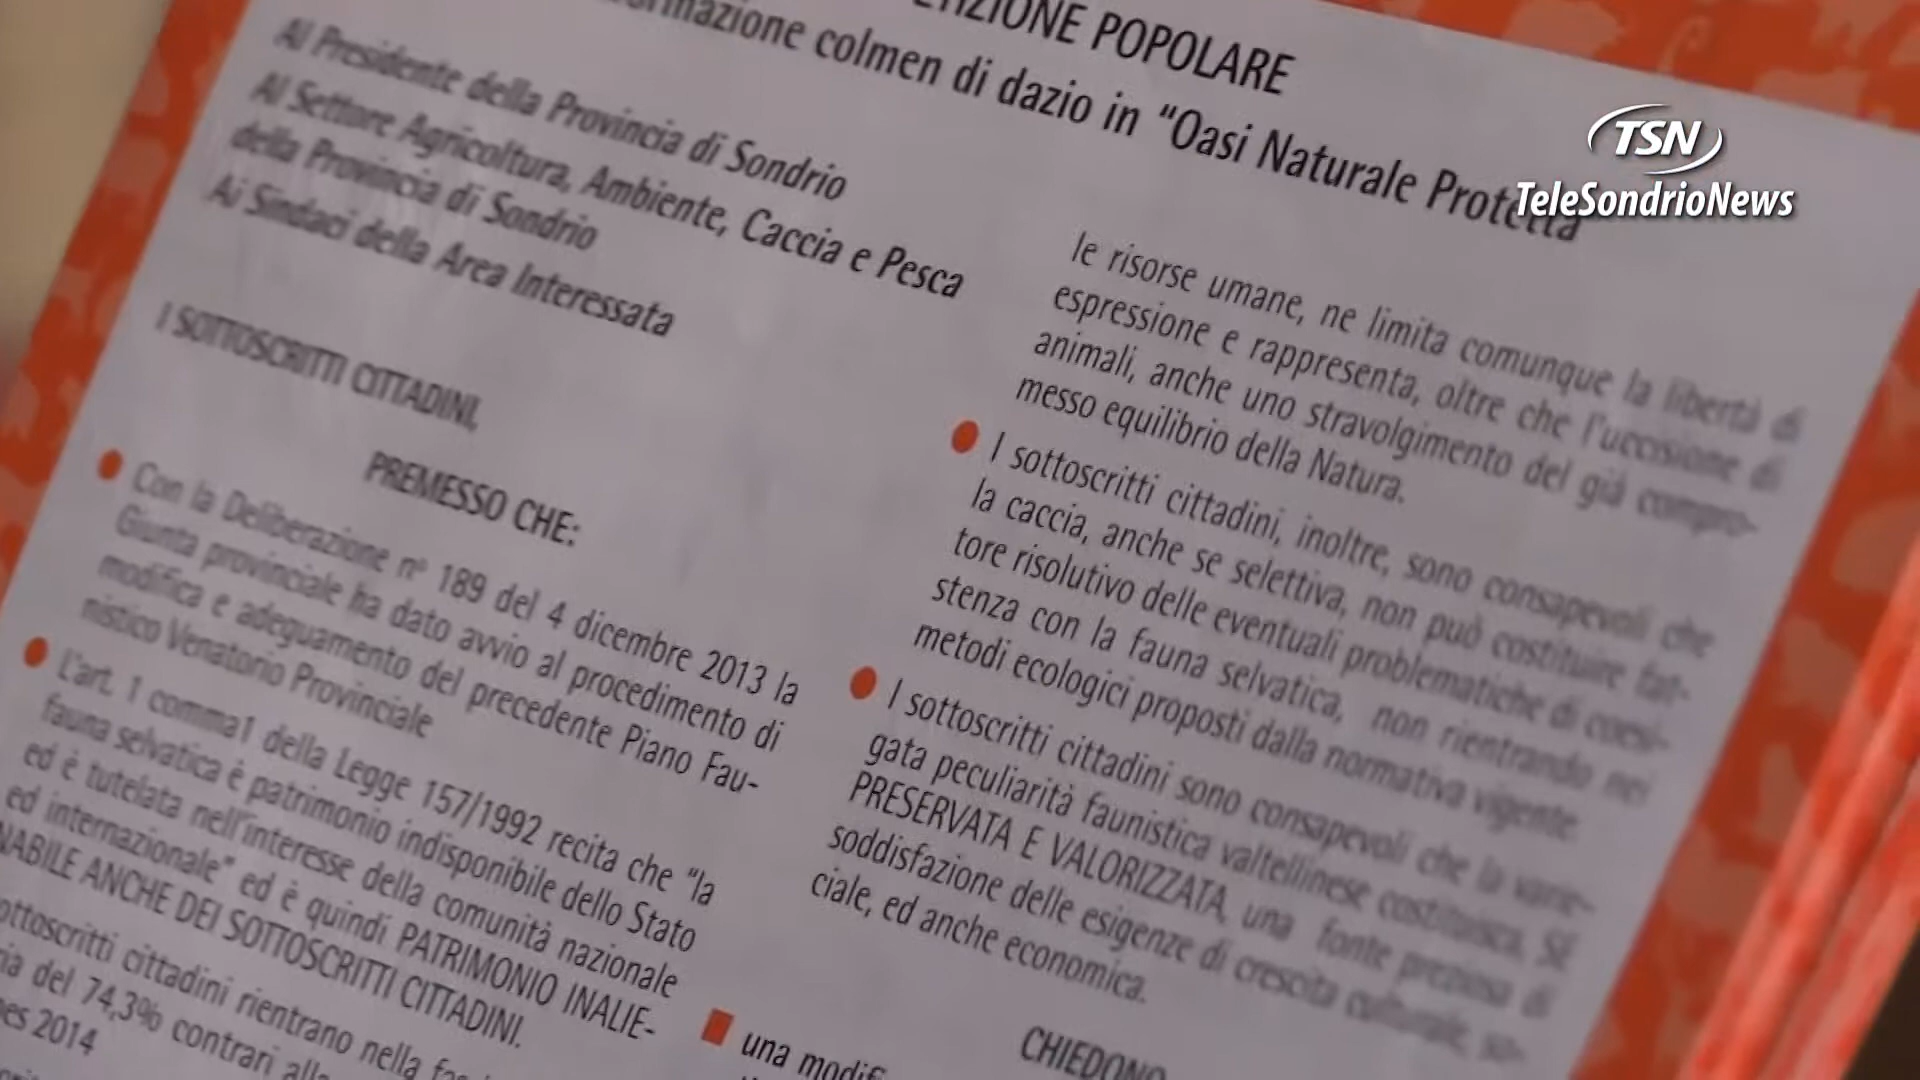 ETIZIONE POPOLARE
formazione colmen di dazio in “Oasi Naturale Protetta
Al Presidente della Provincia di Sondrio
Al Settore Agricoltura, Ambiente, Caccia e Pesca
della Provincia di Sondrio
Ai Sindaci della Area Interessata
I SOTTOSCRITTI CITTADINI,
PREMESSO CHE:
Con la Deliberazione n° 189 del 4 dicembre 2013 la
Giunta provinciale ha dato avvio al procedimento di
modifica e adeguamento del precedente Piano Fau-
nistico Venatorio Provinciale
L’art. 1 comma1 della Legge 157/1992 recita che “la
fauna selvatica è patrimonio indisponibile dello Stato
ed è tutelata nell’interesse della comunità nazionale
ed internazionale” ed è quindi PATRIMONIO INALIE-
NABILE ANCHE DEI SOTTOSCRITTI CITTADINI.
ottoscritti cittadini rientrano nella
ria del 74,3% contrari alla
pes 2014
le risorse umane, ne limita comunque la libertà di
espressione e rappresenta, oltre che l’uccisione di
animali, anche uno stravolgimento del già compro-
messo equilibrio della Natura.
I sottoscritti cittadini, inoltre, sono consapevoli che
la caccia, anche se selettiva, non può costituire fat-
tore risolutivo delle eventuali problematiche di coesi-
stenza con la fauna selvatica, non rientrando nei
metodi ecologici proposti dalla normativa vigente.
I sottoscritti cittadini sono consapevoli che la varie-
gata peculiarità faunistica valtellinese costituisca, SE
PRESERVATA E VALORIZZATA, una fonte preziosa di
soddisfazione delle esigenze di crescita culturale, so-
ciale, ed anche economica.
CHIEDONO
una modif
TSN
TeleSondrioNews